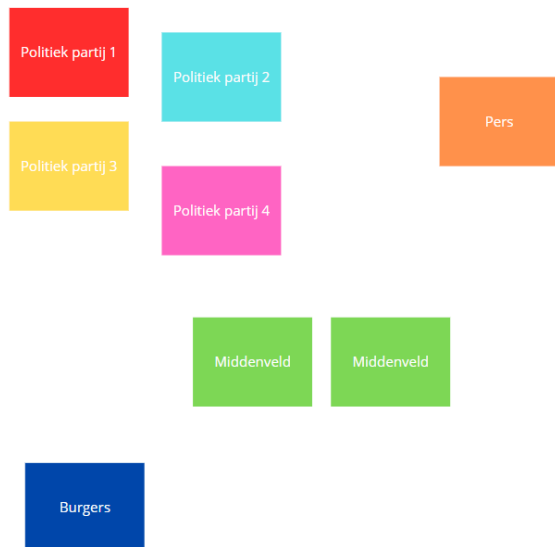 Politiek partij 1
Politiek partij 2
Pers
Politiek partij 3
Politiek partij 4
Middenveld
Middenveld
Burgers